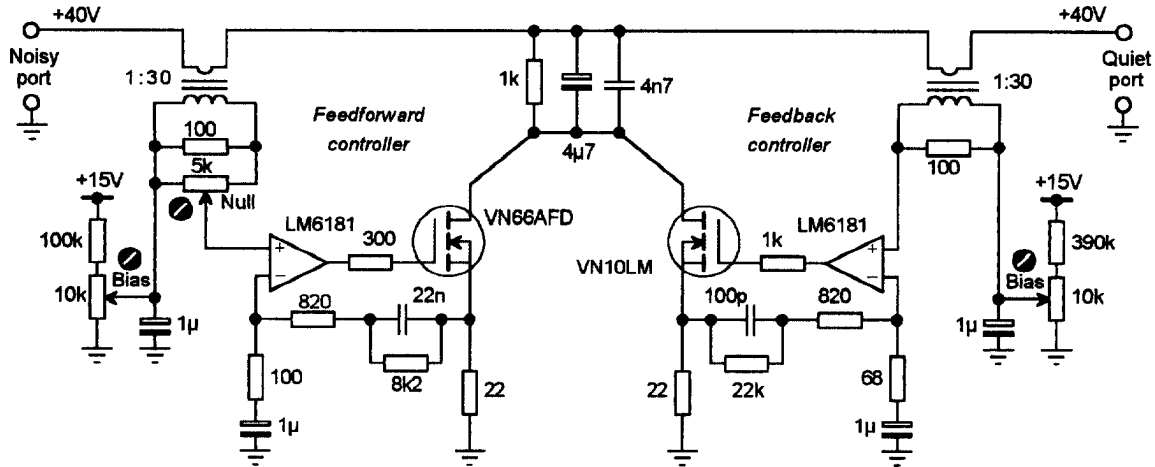 +40V
+40V
Noisy
port
Quiet
port
1:30
1:30
1k
4n7
4µ7
Feedforward
controller
Feedback
controller
100
5k
Null
100
+15V
+15V
100k
Bias
10k
1µ
LM6181
300
VN66AFD
VN10LM
1k
LM6181
390k
Bias
10k
1µ
820
22n
100p
820
100
8k2
22
22
22k
68
1µ
1µ